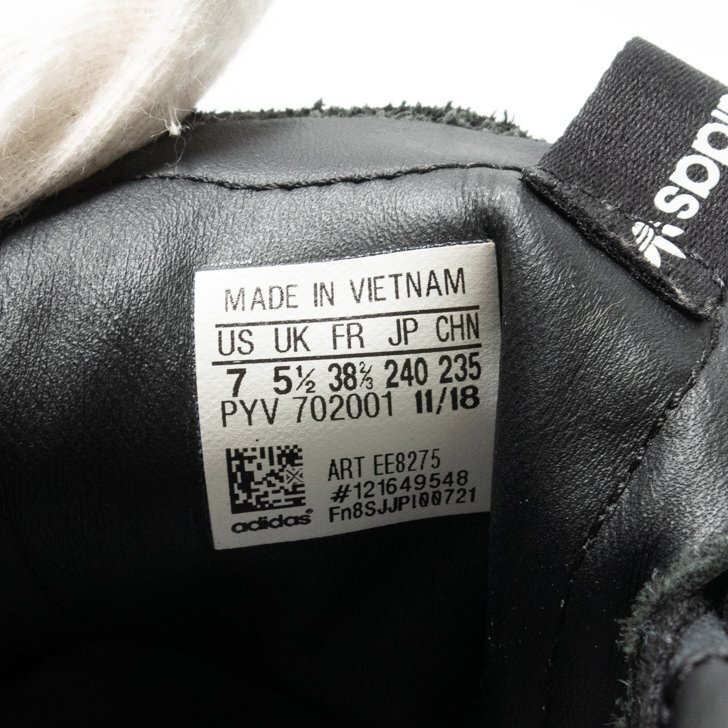 MADE IN VIETNAM
US UK FR JP CHN
7 5½ 38⅔ 240 235
PYV 702001 11/18
ART EE8275
#121649548
Fn8SJJPl00721
adidas
adidas